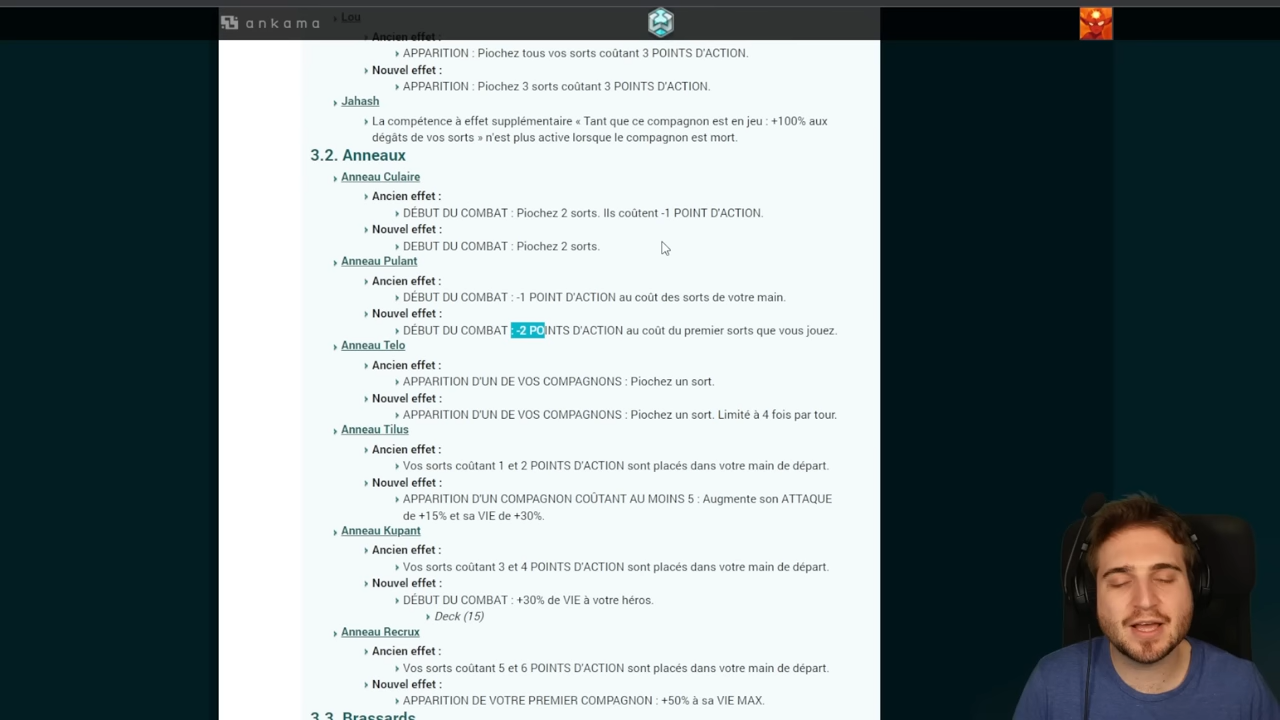 ankama
Lou
Ancien effet :
APPARITION : Piochez tous vos sorts coûtant 3 POINTS D'ACTION.
Nouvel effet :
APPARITION : Piochez 3 sorts coûtant 3 POINTS D'ACTION.
Jahash
La compétence à effet supplémentaire « Tant que ce compagnon est en jeu : +100% aux
dégâts de vos sorts » n'est plus active lorsque le compagnon est mort.
3.2. Anneaux
Anneau Culaire
Ancien effet :
DÉBUT DU COMBAT : Piochez 2 sorts. Ils coûtent -1 POINT D'ACTION.
Nouvel effet :
DEBUT DU COMBAT : Piochez 2 sorts.
Anneau Pulant
Ancien effet :
DÉBUT DU COMBAT : -1 POINT D'ACTION au coût des sorts de votre main.
Nouvel effet :
DÉBUT DU COMBAT : -2 POINTS D'ACTION au coût du premier sorts que vous jouez.
Anneau Telo
Ancien effet :
APPARITION D'UN DE VOS COMPAGNONS : Piochez un sort.
Nouvel effet :
APPARITION D'UN DE VOS COMPAGNONS : Piochez un sort. Limité à 4 fois par tour.
Anneau Tilus
Ancien effet :
Vos sorts coûtant 1 et 2 POINTS D'ACTION sont placés dans votre main de départ.
Nouvel effet :
APPARITION D'UN COMPAGNON COÛTANT AU MOINS 5 : Augmente son ATTAQUE
de +15% et sa VIE de +30%.
Anneau Kupant
Ancien effet :
Vos sorts coûtant 3 et 4 POINTS D'ACTION sont placés dans votre main de départ.
Nouvel effet :
DÉBUT DU COMBAT : +30% de VIE à votre héros.
Deck (15)
Anneau Recrux
Ancien effet :
Vos sorts coûtant 5 et 6 POINTS D'ACTION sont placés dans votre main de départ.
Nouvel effet :
APPARITION DE VOTRE PREMIER COMPAGNON : +50% à sa VIE MAX.
3.3. Brassards